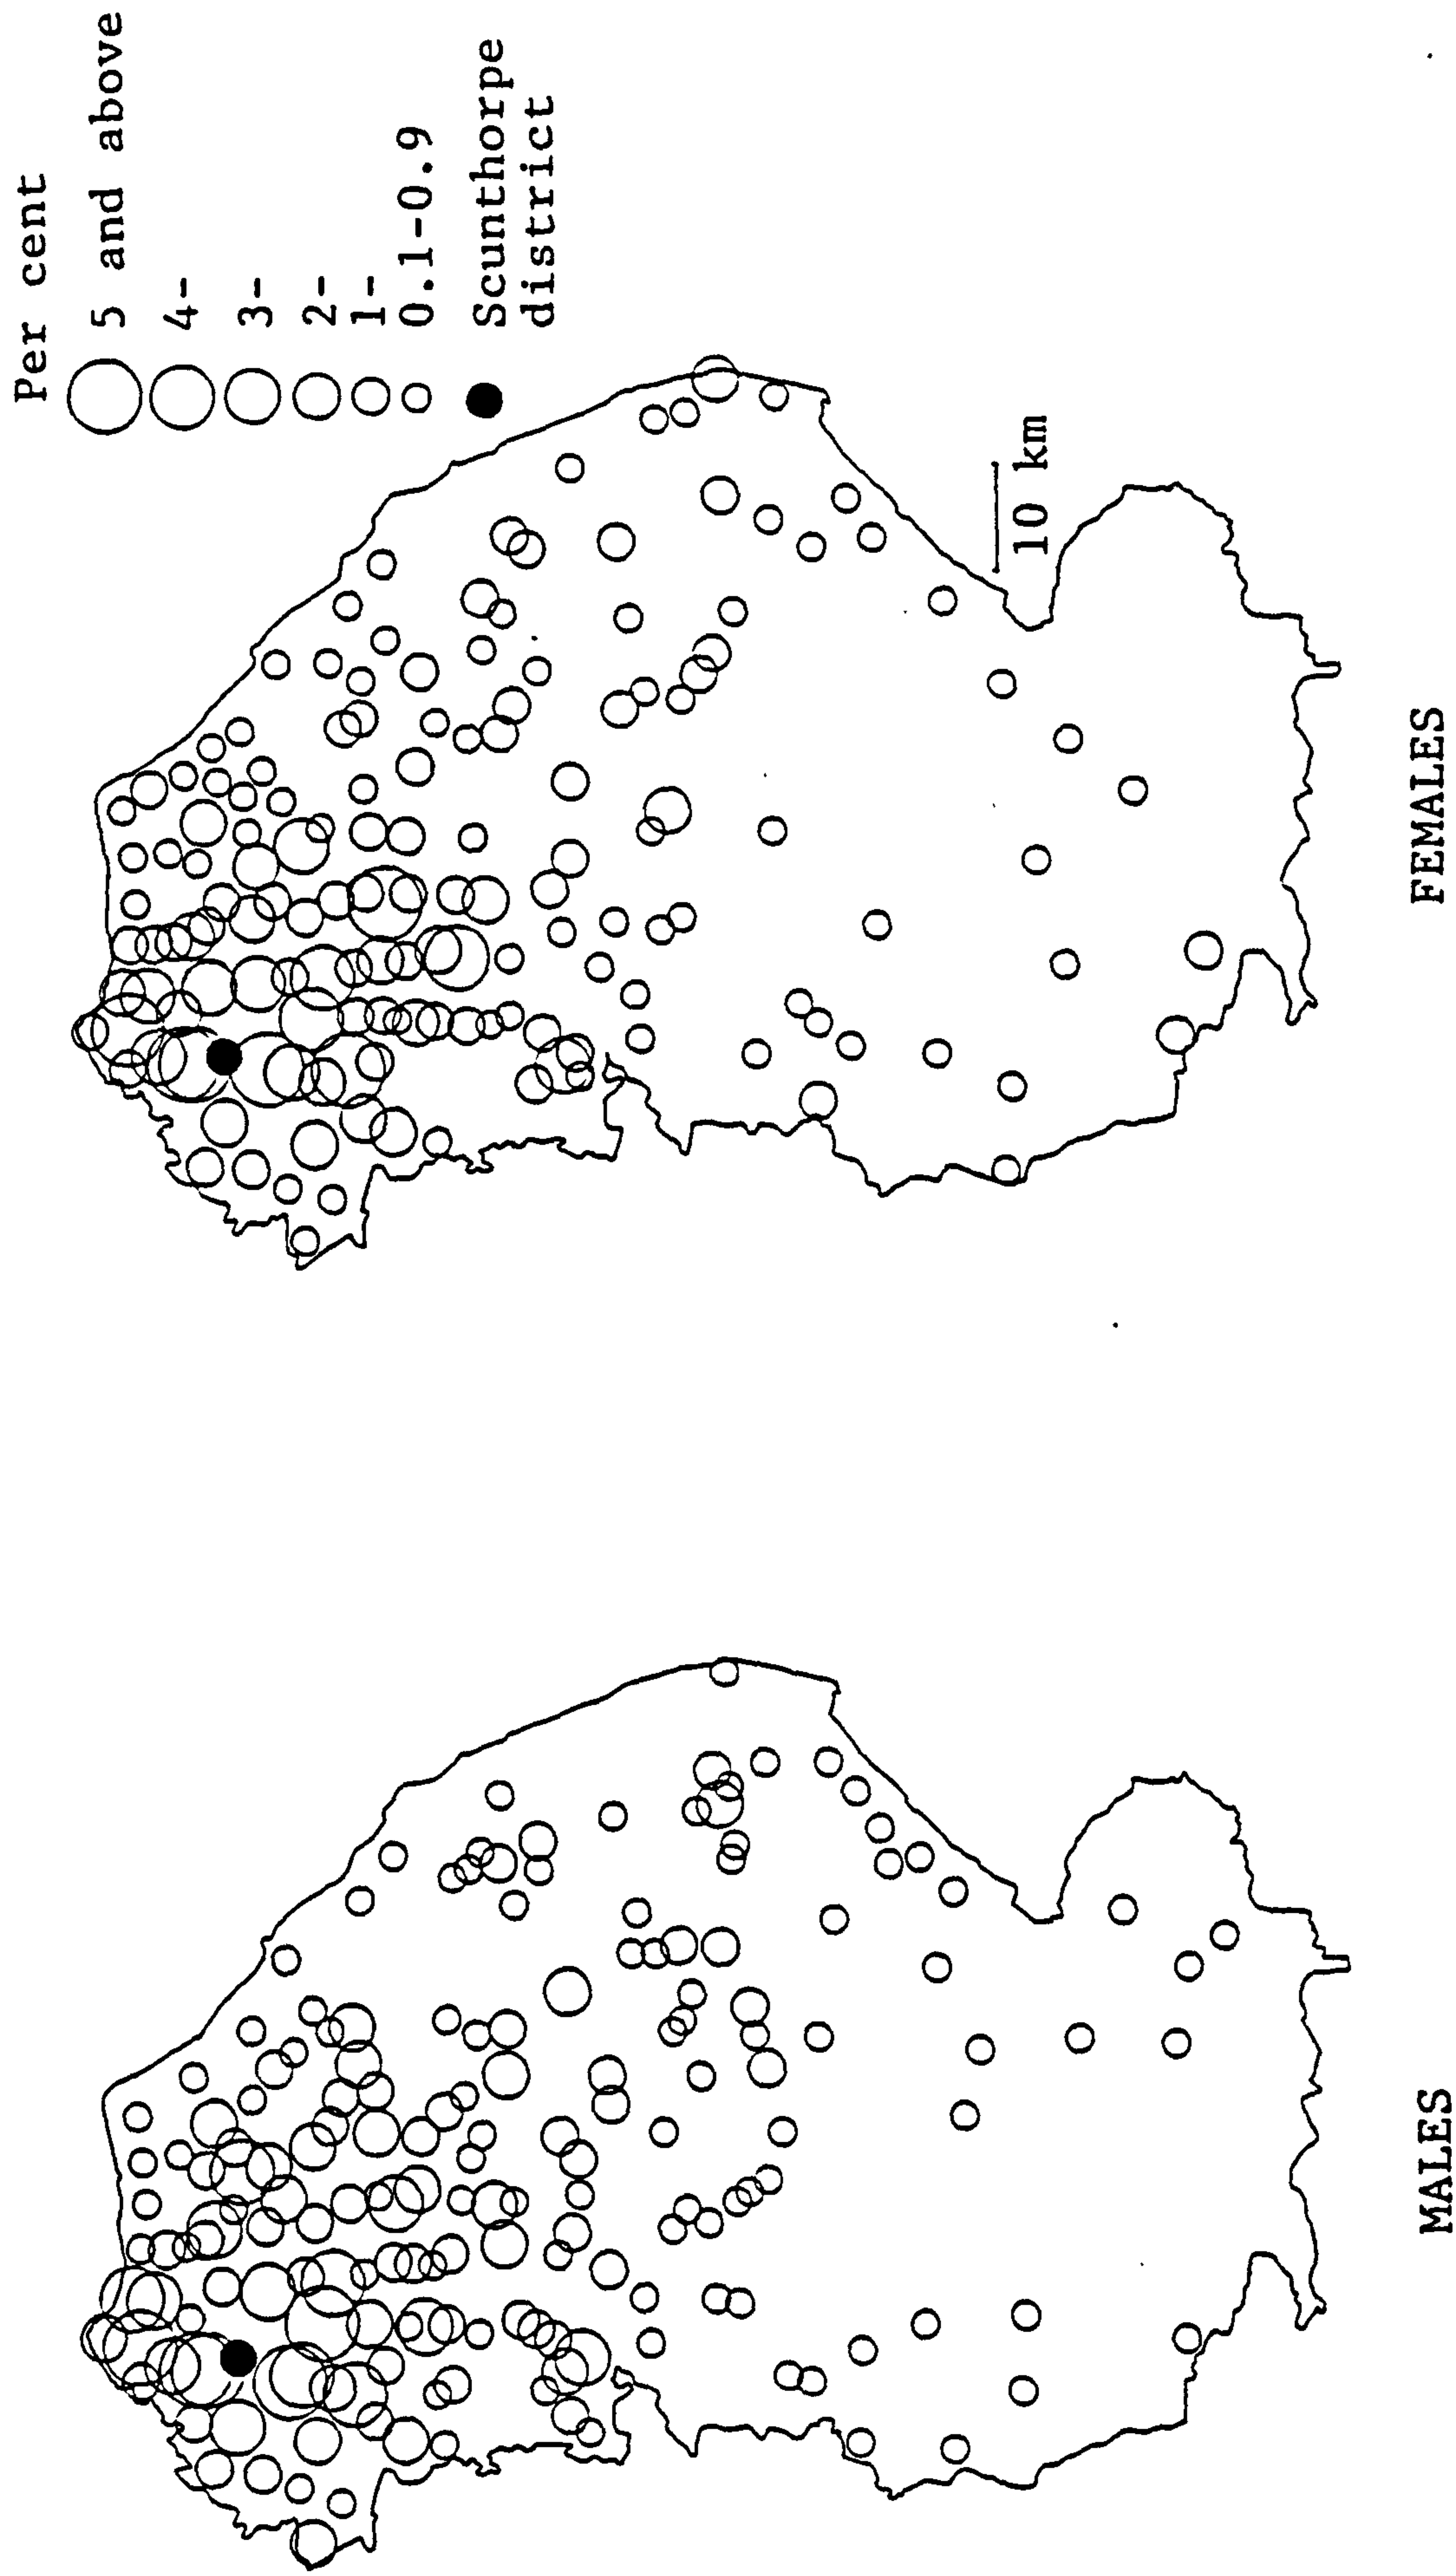 Per cent
5 and above
4-
3-
2-
1-
0.1-0.9
Scunthorpe
district
10 km
MALES
FEMALES